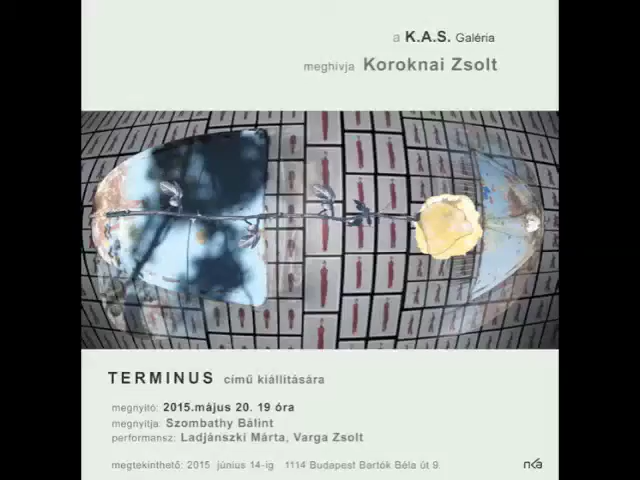 a K.A.S. Galéria
meghívja Koroknai Zsolt
TERMINUS című kiállítására
megnyitó: 2015.május 20. 19 óra
megnyitja: Szombathy Bálint
performansz: Ladjánszki Márta, Varga Zsolt
megtekinthető: 2015 június 14-ig 1114 Budapest Bartók Béla út 9.
nka